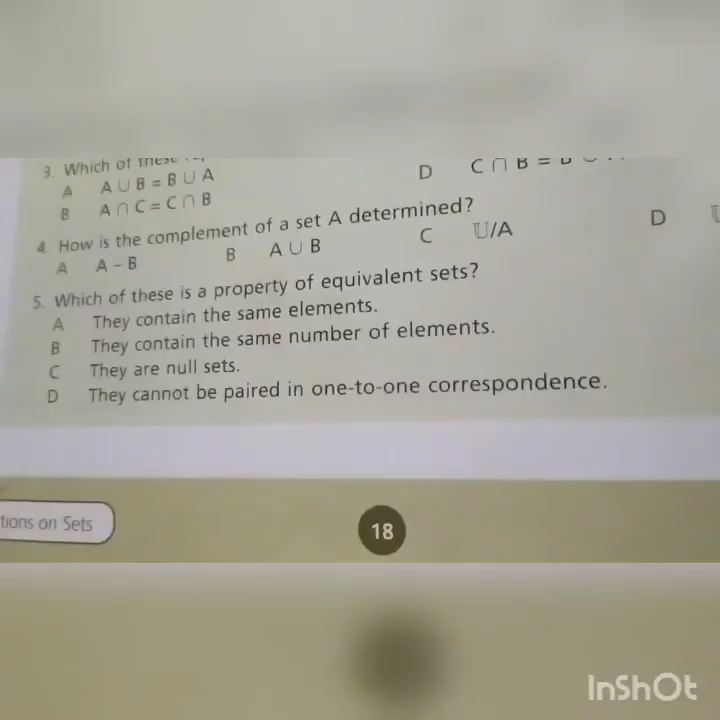 3. Which of these
A A ∪ B = B ∪ A
B A ∩ C = C ∩ B
D C ∩ B =
4. How is the complement of a set A determined?
A A – B B A ∪ B C 𝕌/A D
5. Which of these is a property of equivalent sets?
A They contain the same elements.
B They contain the same number of elements.
C They are null sets.
D They cannot be paired in one-to-one correspondence.
on Sets
18
InShOt